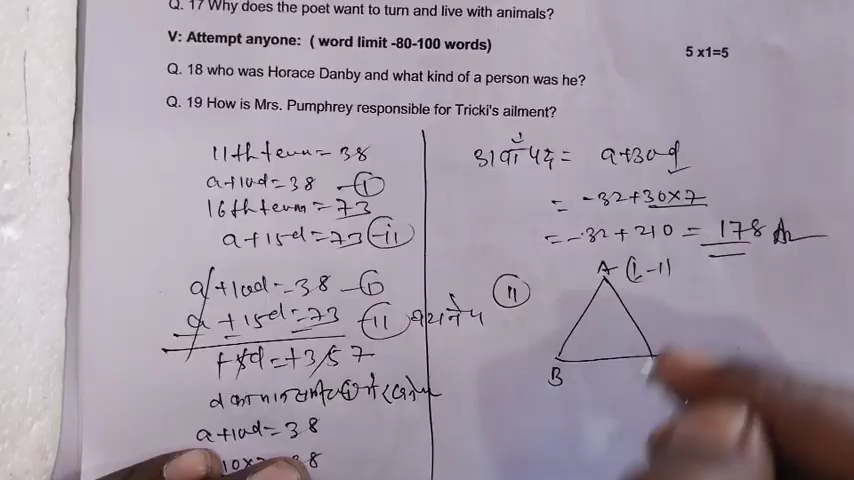 Q. 17 Why does the poet want to turn and live with animals?
V: Attempt anyone: ( word limit -80-100 words)
5 x1=5
Q. 18 who was Horace Danby and what kind of a person was he?
Q. 19 How is Mrs. Pumphrey responsible for Tricki's ailment?
11th term = 38
a+10d=38 — i
16th term = 73
a+15d=73 — ii
a+10d=38 — i
a+15d=73 — ii
a+10d=38
31वाँ पद = a+30d
= -32+30×7
= -32+210 = 178
11
A (1,-1)
B